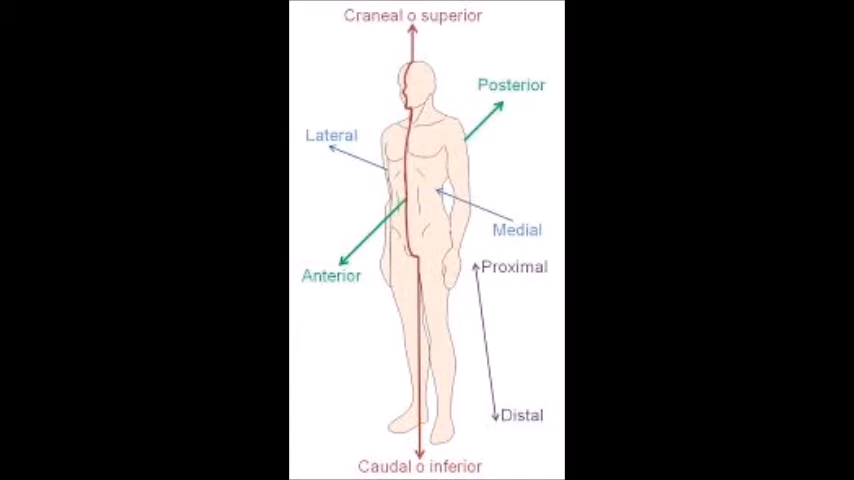 Craneal o superior
Posterior
Lateral
Medial
Proximal
Anterior
Distal
Caudal o inferior